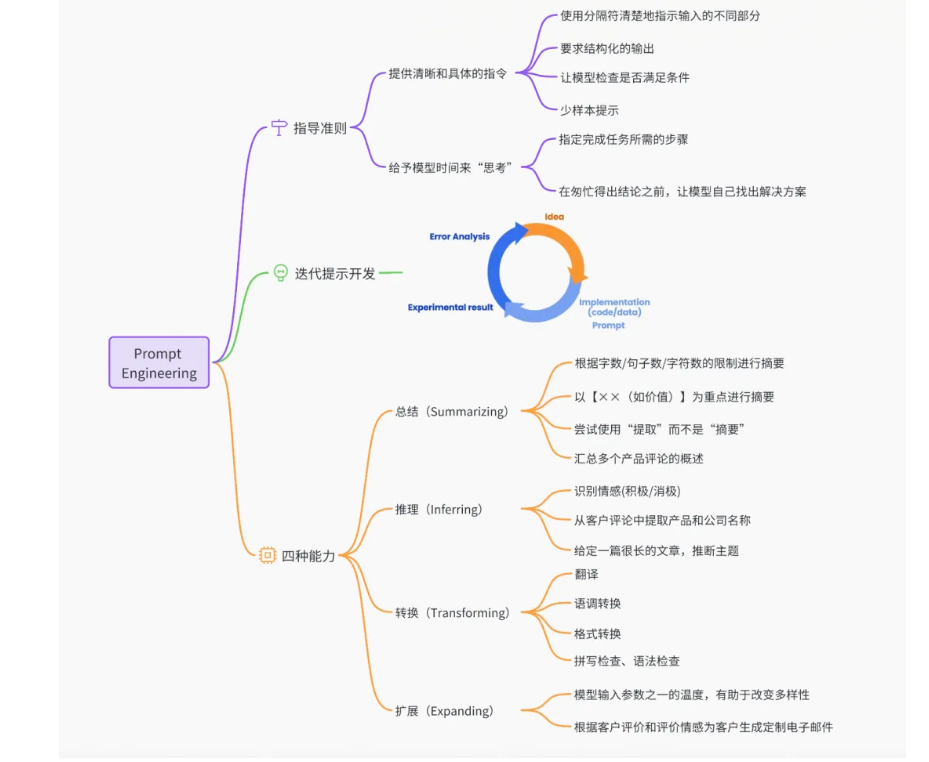 Prompt
Engineering
指导准则
提供清晰和具体的指令
使用分隔符清楚地指示输入的不同部分
要求结构化的输出
让模型检查是否满足条件
少样本提示
给予模型时间来“思考”
指定完成任务所需的步骤
在匆忙得出结论之前，让模型自己找出解决方案
迭代提示开发
Idea
Error Analysis
Implementation
(code/data)
Prompt
Experimental result
四种能力
总结（Summarizing）
根据字数/句子数/字符数的限制进行摘要
以【××（如价值）】为重点进行摘要
尝试使用“提取”而不是“摘要”
汇总多个产品评论的概述
推理（Inferring）
识别情感(积极/消极)
从客户评论中提取产品和公司名称
给定一篇很长的文章，推断主题
转换（Transforming）
翻译
语调转换
格式转换
拼写检查、语法检查
扩展（Expanding）
模型输入参数之一的温度，有助于改变多样性
根据客户评价和评价情感为客户生成定制电子邮件